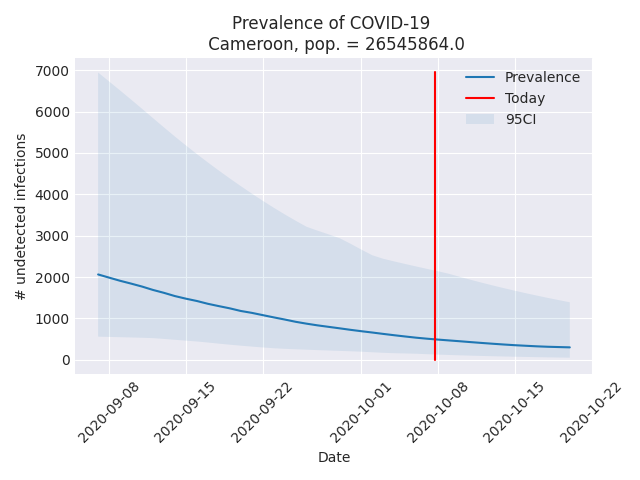 Prevalence of COVID-19
Cameroon, pop. = 26545864.0
7000
6000
5000
4000
3000
2000
1000
0
# undetected infections
Prevalence
Today
95CI
2020-09-08
2020-09-15
2020-09-22
2020-10-01
2020-10-08
2020-10-15
2020-10-22
Date